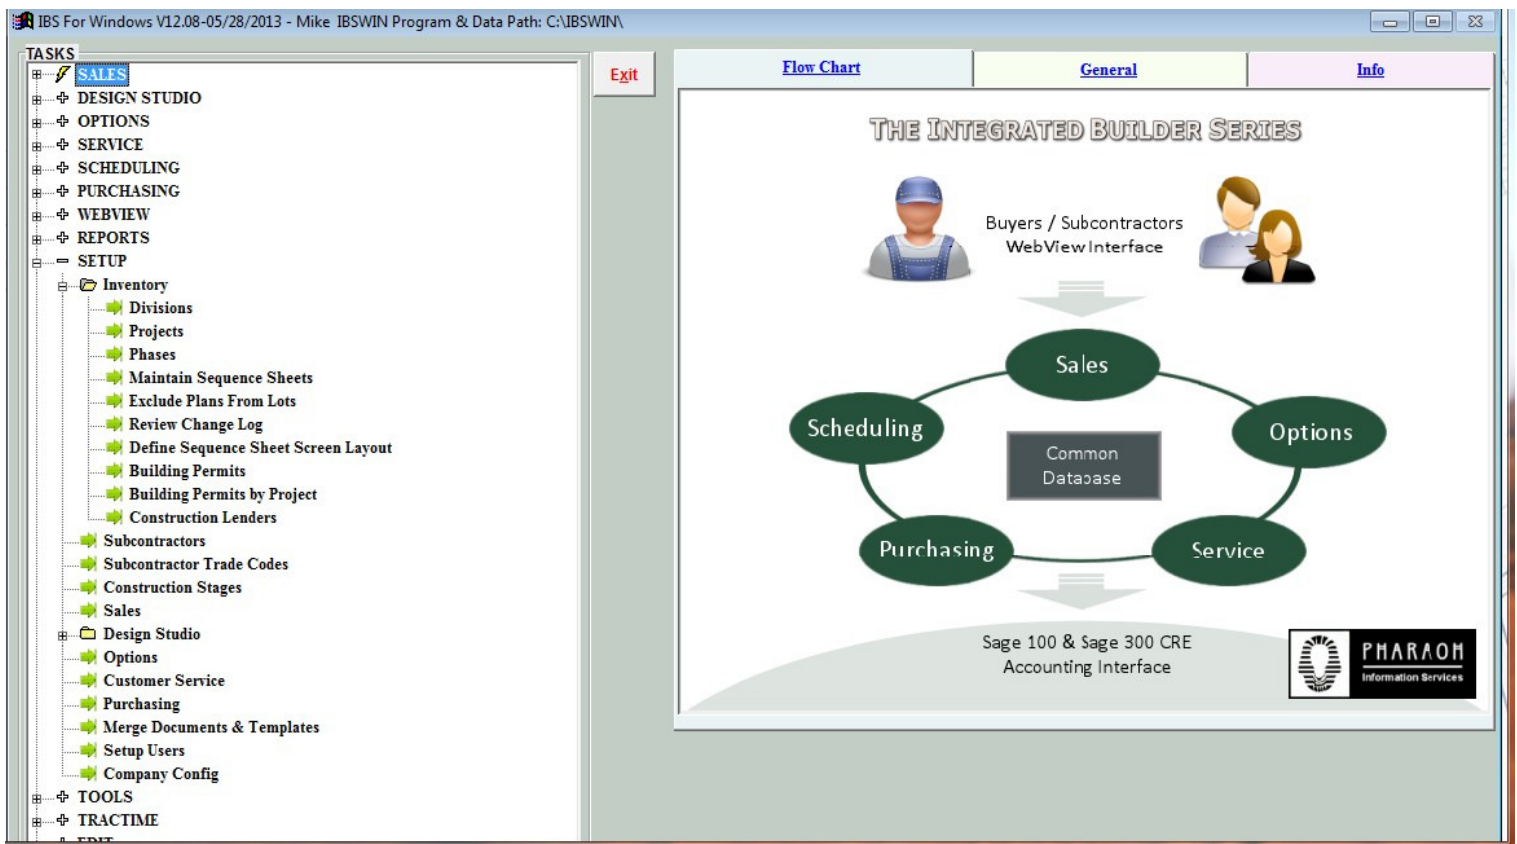 IBS For Windows V12.08-05/28/2013 - Mike IBSWIN Program & Data Path: C:\IBSWIN\
TASKS
SALES
DESIGN STUDIO
OPTIONS
SERVICE
SCHEDULING
PURCHASING
WEBVIEW
REPORTS
SETUP
Inventory
Divisions
Projects
Phases
Maintain Sequence Sheets
Exclude Plans From Lots
Review Change Log
Define Sequence Sheet Screen Layout
Building Permits
Building Permits by Project
Construction Lenders
Subcontractors
Subcontractor Trade Codes
Construction Stages
Sales
Design Studio
Options
Customer Service
Purchasing
Merge Documents & Templates
Setup Users
Company Config
TOOLS
TRACTIME
Exit
Flow Chart
General
Info
THE INTEGRATED BUILDER SERIES
Buyers / Subcontractors
WebView Interface
Sales
Scheduling
Options
Common
Database
Purchasing
Service
Sage 100 & Sage 300 CRE
Accounting Interface
PHARAOH
Information Services